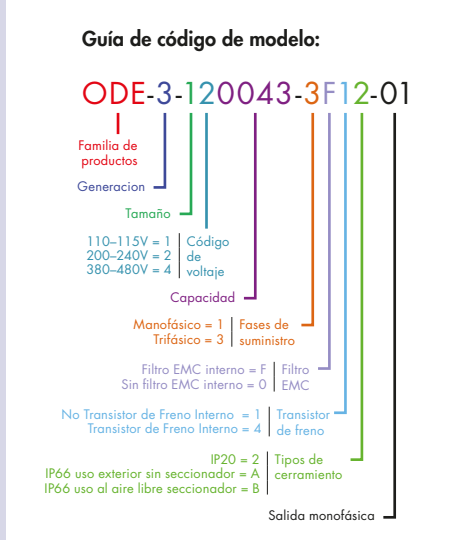 Guía de código de modelo:
ODE-3-120043-3F12-01
Familia de
productos
Generacion
Tamaño
110–115V = 1
200–240V = 2
380–480V = 4
Código
de
voltaje
Capacidad
Manofásico = 1
Trifásico = 3
Fases de
suministro
Filtro EMC interno = F
Sin filtro EMC interno = 0
Filtro
EMC
No Transistor de Freno Interno = 1
Transistor de Freno Interno = 4
Transistor
de freno
IP20 = 2
IP66 uso exterior sin seccionador = A
IP66 uso al aire libre seccionador = B
Tipos de
cerramiento
Salida monofásica